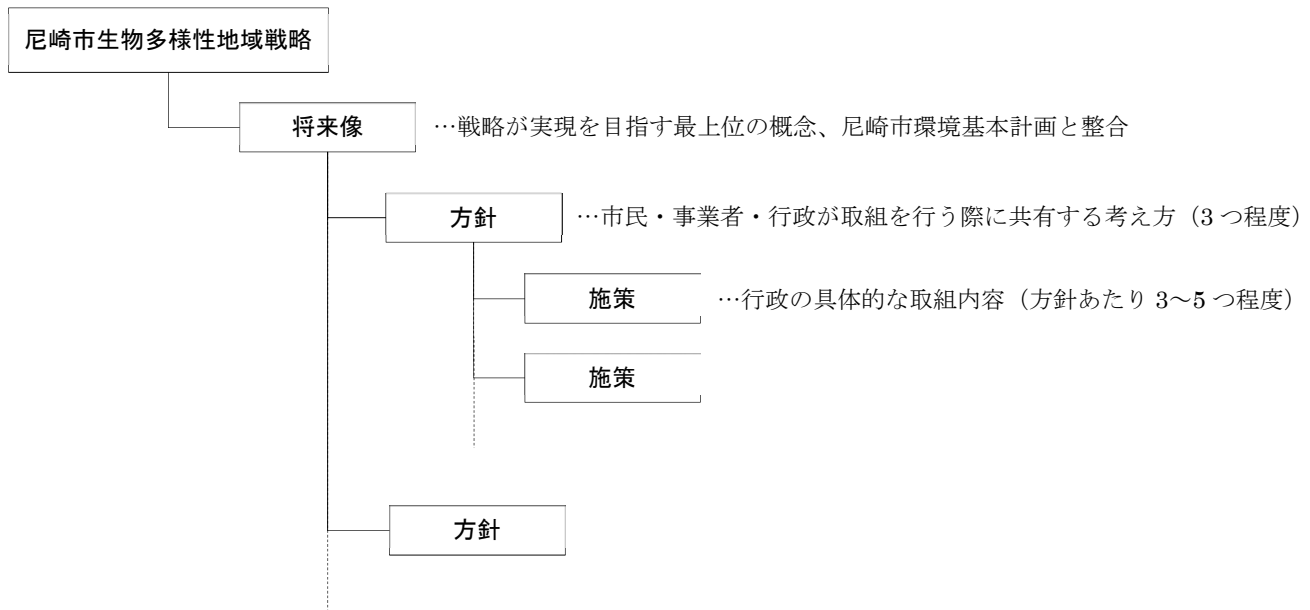 尼崎市生物多様性地域戦略
将来像 …戦略が実現を目指す最上位の概念、尼崎市環境基本計画と整合
方針 …市民・事業者・行政が取組を行う際に共有する考え方（3 つ程度）
施策 …行政の具体的な取組内容（方針あたり 3～5 つ程度）
施策
方針